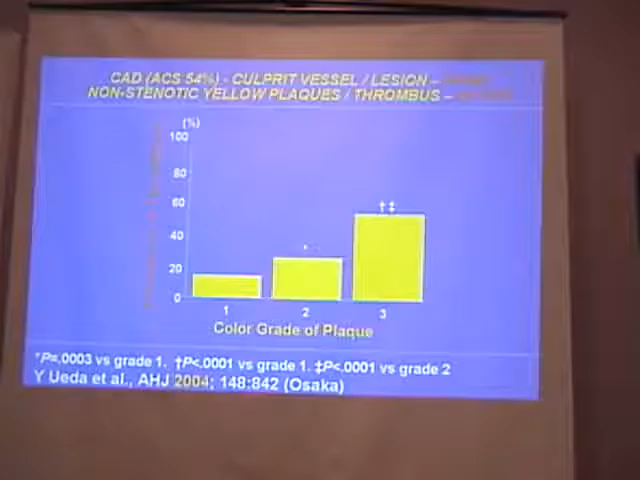 CAD (ACS 54%) - CULPRIT VESSEL / LESION –
NON-STENOTIC YELLOW PLAQUES / THROMBUS –
(%)
100
80
60
40
20
0
*
†‡
1 2 3
Color Grade of Plaque
*P=.0003 vs grade 1. †P<.0001 vs grade 1. ‡P<.0001 vs grade 2
Y Ueda et al., AHJ 2004; 148:842 (Osaka)